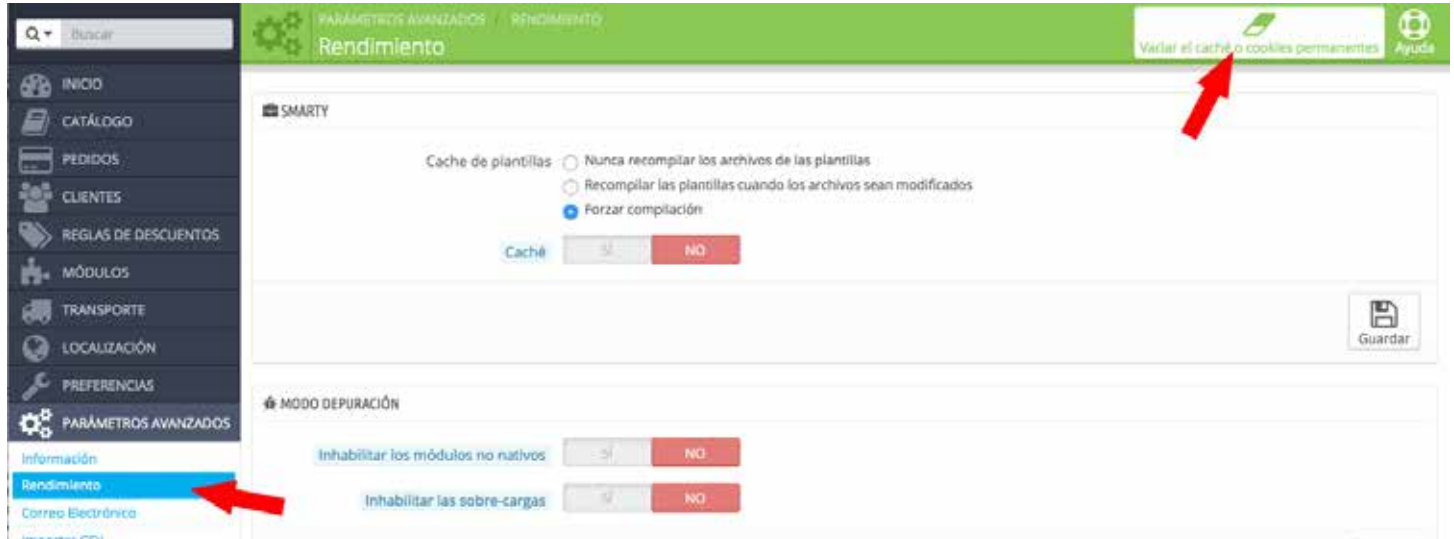 Buscar
PARÁMETROS AVANZADOS / RENDIMIENTO
Rendimiento
Vaciar el caché o cookies permanentes
Ayuda
INICIO
CATÁLOGO
PEDIDOS
CLIENTES
REGLAS DE DESCUENTOS
MÓDULOS
TRANSPORTE
LOCALIZACIÓN
PREFERENCIAS
PARÁMETROS AVANZADOS
Información
Rendimiento
Correo Electrónico
SMARTY
Cache de plantillas
Nunca recompilar los archivos de las plantillas
Recompilar las plantillas cuando los archivos sean modificados
Forzar compilación
Caché SÍ NO
Guardar
MODO DEPURACIÓN
Inhabilitar los módulos no nativos SÍ NO
Inhabilitar las sobre-cargas SÍ NO